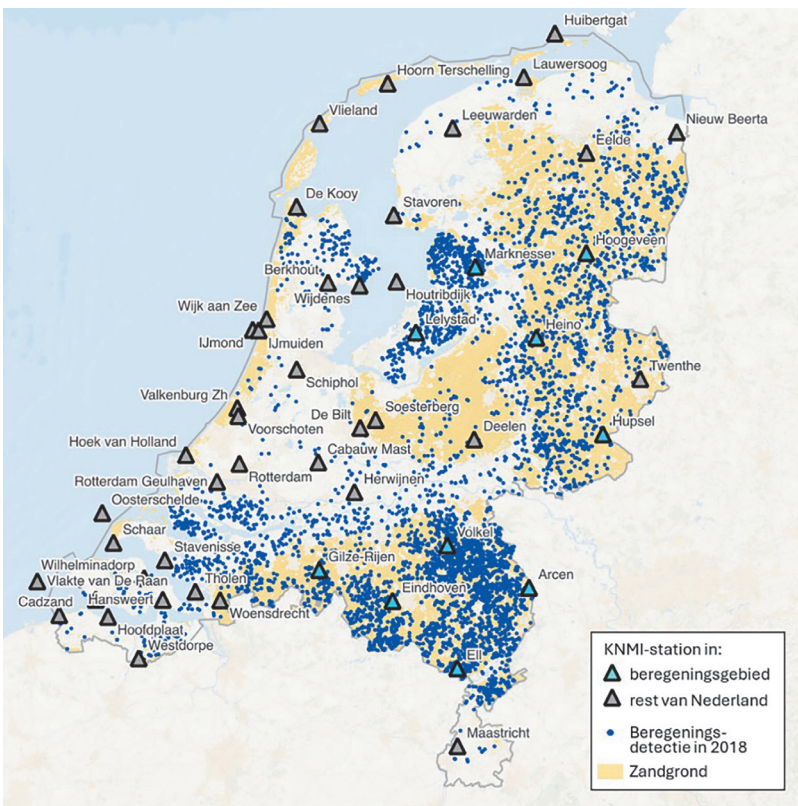 Huibertgat
Lauwersoog
Hoorn Terschelling
Vlieland
Leeuwarden
Nieuw Beerta
Eelde
De Kooy
Stavoren
Hoogeveen
Marknesse
Berkhout
Wijdenes
Houtribdijk
Wijk aan Zee
Lelystad
Heino
IJmond
IJmuiden
Twenthe
Schiphol
Valkenburg Zh
Soesterberg
De Bilt
Voorschoten
Deelen
Hupsel
Hoek van Holland
Cabauw Mast
Rotterdam
Rotterdam Geulhaven
Herwijnen
Oosterschelde
Schaar
Volkel
Stavenisse
Gilze-Rijen
Wilhelminadorp
Arcen
Vlakte van De Raan
Tholen
Eindhoven
Cadzand
Hansweert
Woensdrecht
Hoofdplaat
Westdorpe
Ell
Maastricht
KNMI-station in:
beregeningsgebied
rest van Nederland
Beregenings-
detectie in 2018
Zandgrond